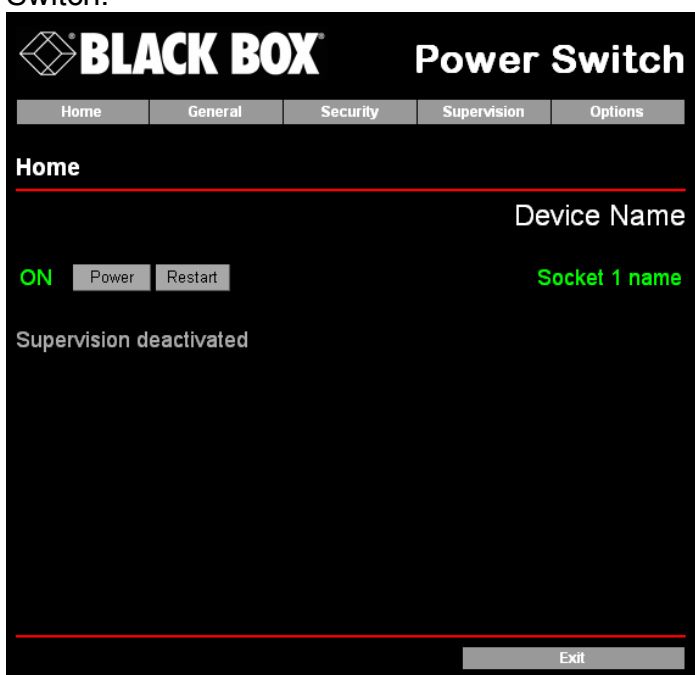 Switch.
BLACK BOX® Power Switch
Home General Security Supervision Options
Home
Device Name
ON Power Restart Socket 1 name
Supervision deactivated
Exit